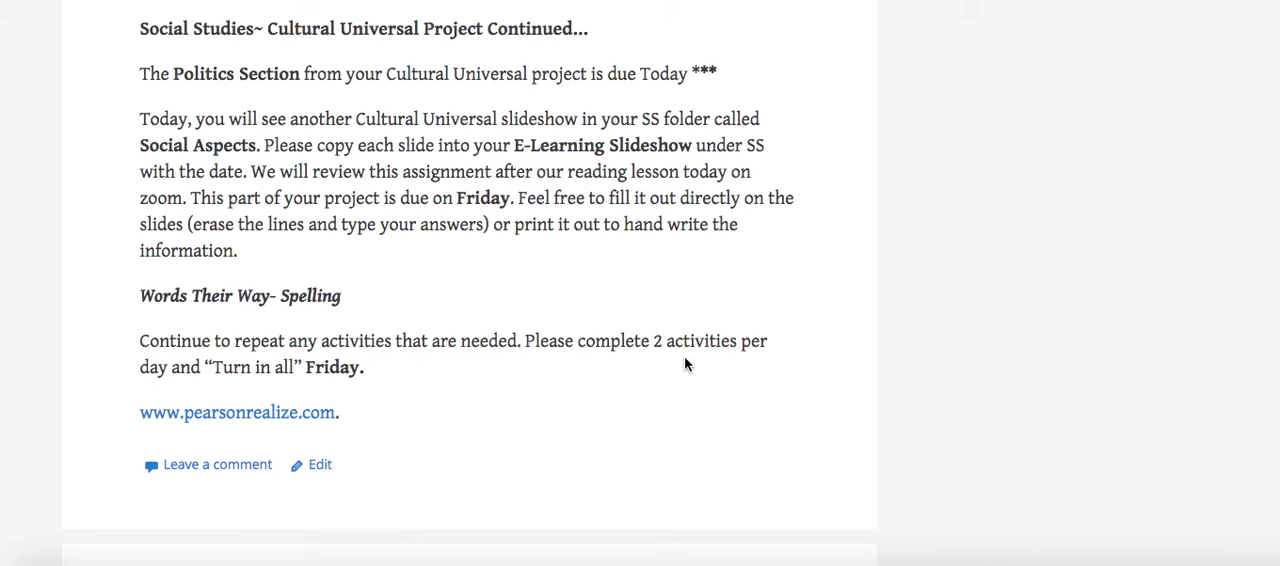 Social Studies~ Cultural Universal Project Continued...
The Politics Section from your Cultural Universal project is due Today ***
Today, you will see another Cultural Universal slideshow in your SS folder called
Social Aspects. Please copy each slide into your E-Learning Slideshow under SS
with the date. We will review this assignment after our reading lesson today on
zoom. This part of your project is due on Friday. Feel free to fill it out directly on the
slides (erase the lines and type your answers) or print it out to hand write the
information.
Words Their Way- Spelling
Continue to repeat any activities that are needed. Please complete 2 activities per
day and “Turn in all” Friday.
www.pearsonrealize.com.
Leave a comment Edit